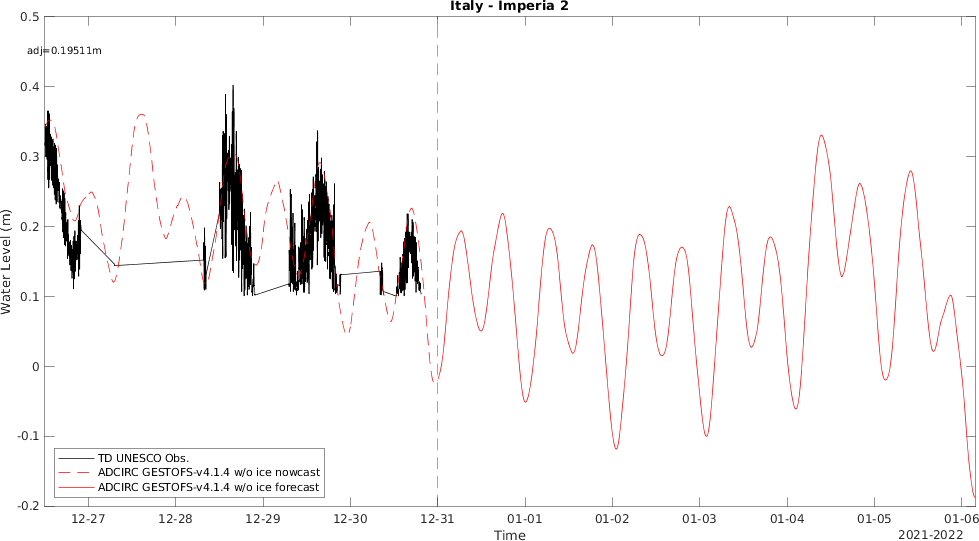 Italy - Imperia 2
adj=0.19511m
Water Level (m)
0.5
0.4
0.3
0.2
0.1
0
-0.1
-0.2
TD UNESCO Obs.
ADCIRC GESTOFS-v4.1.4 w/o ice nowcast
ADCIRC GESTOFS-v4.1.4 w/o ice forecast
12-27 12-28 12-29 12-30 12-31 01-01 01-02 01-03 01-04 01-05 01-06
Time
2021-2022